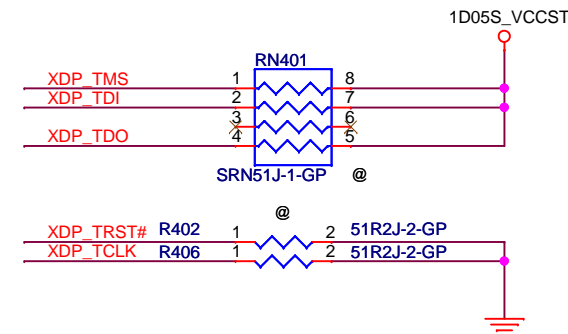 1D05S_VCCST
RN401
XDP_TMS 1 8
XDP_TDI 2 7
3 6
XDP_TDO 4 5
SRN51J-1-GP @
@
XDP_TRST# R402 1 2 51R2J-2-GP
XDP_TCLK R406 1 2 51R2J-2-GP